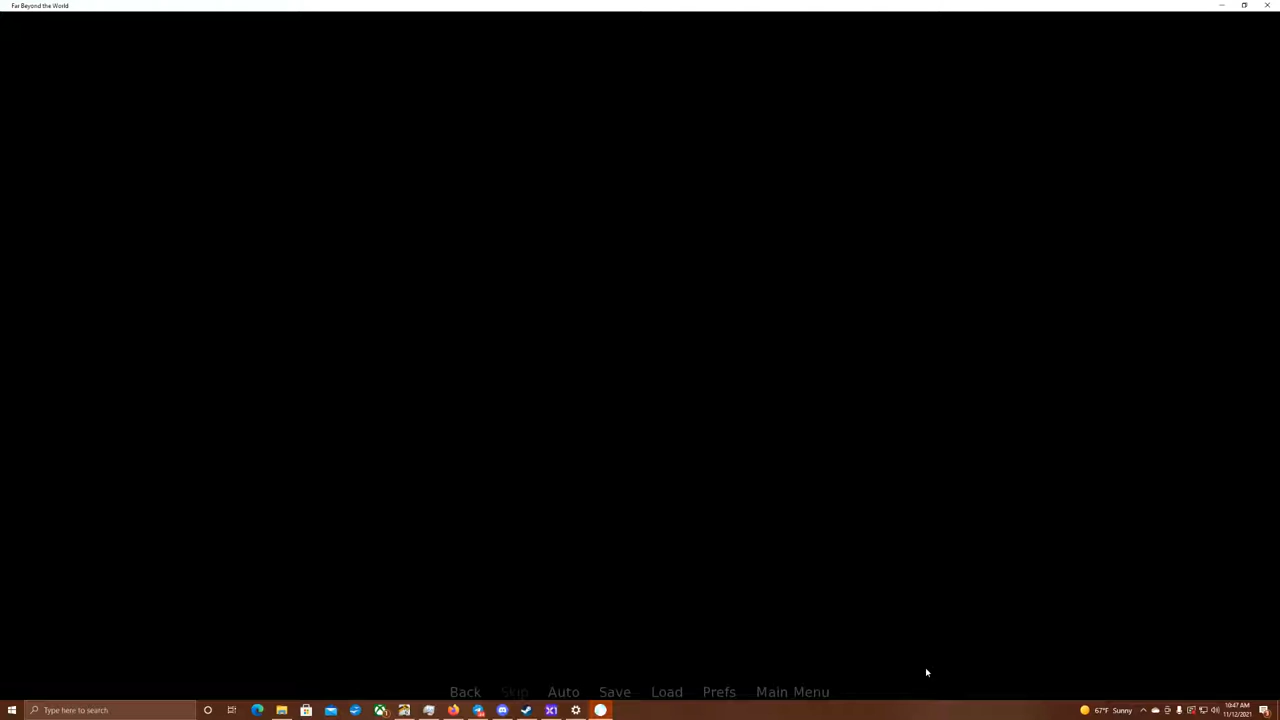 Far Beyond the World
Back Skip Auto Save Load Prefs Main Menu
Type here to search
67°F Sunny
10:47 AM
11/12/2021